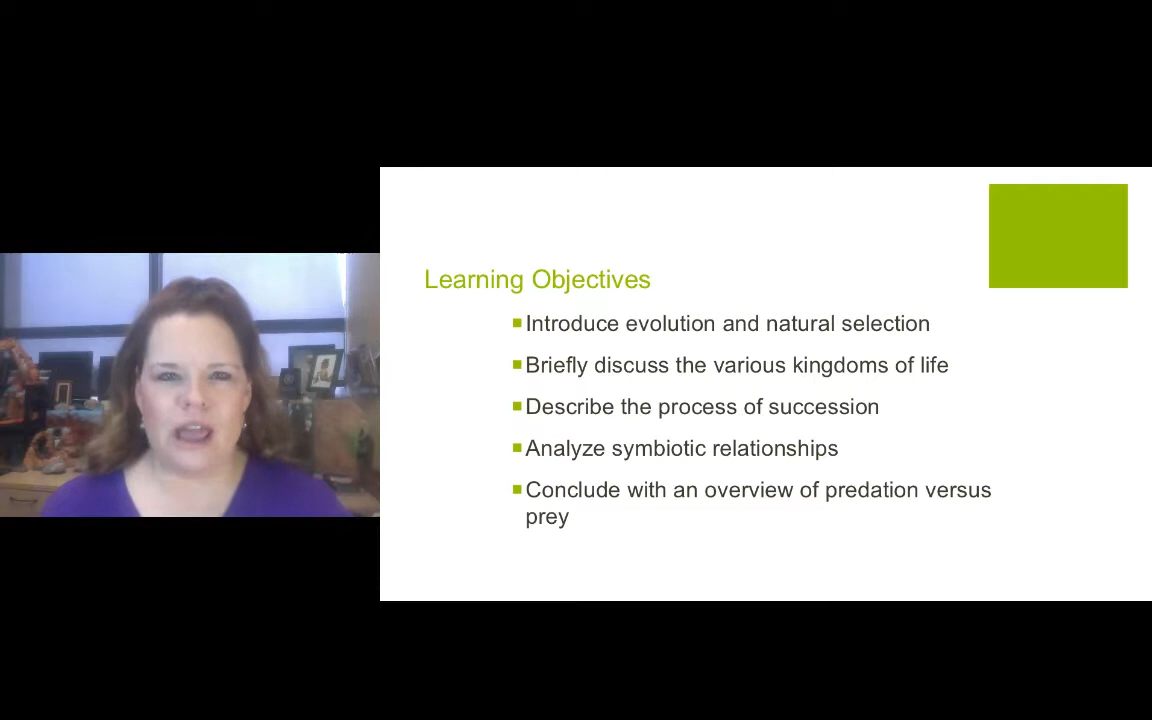 Learning Objectives
Introduce evolution and natural selection
Briefly discuss the various kingdoms of life
Describe the process of succession
Analyze symbiotic relationships
Conclude with an overview of predation versus
prey